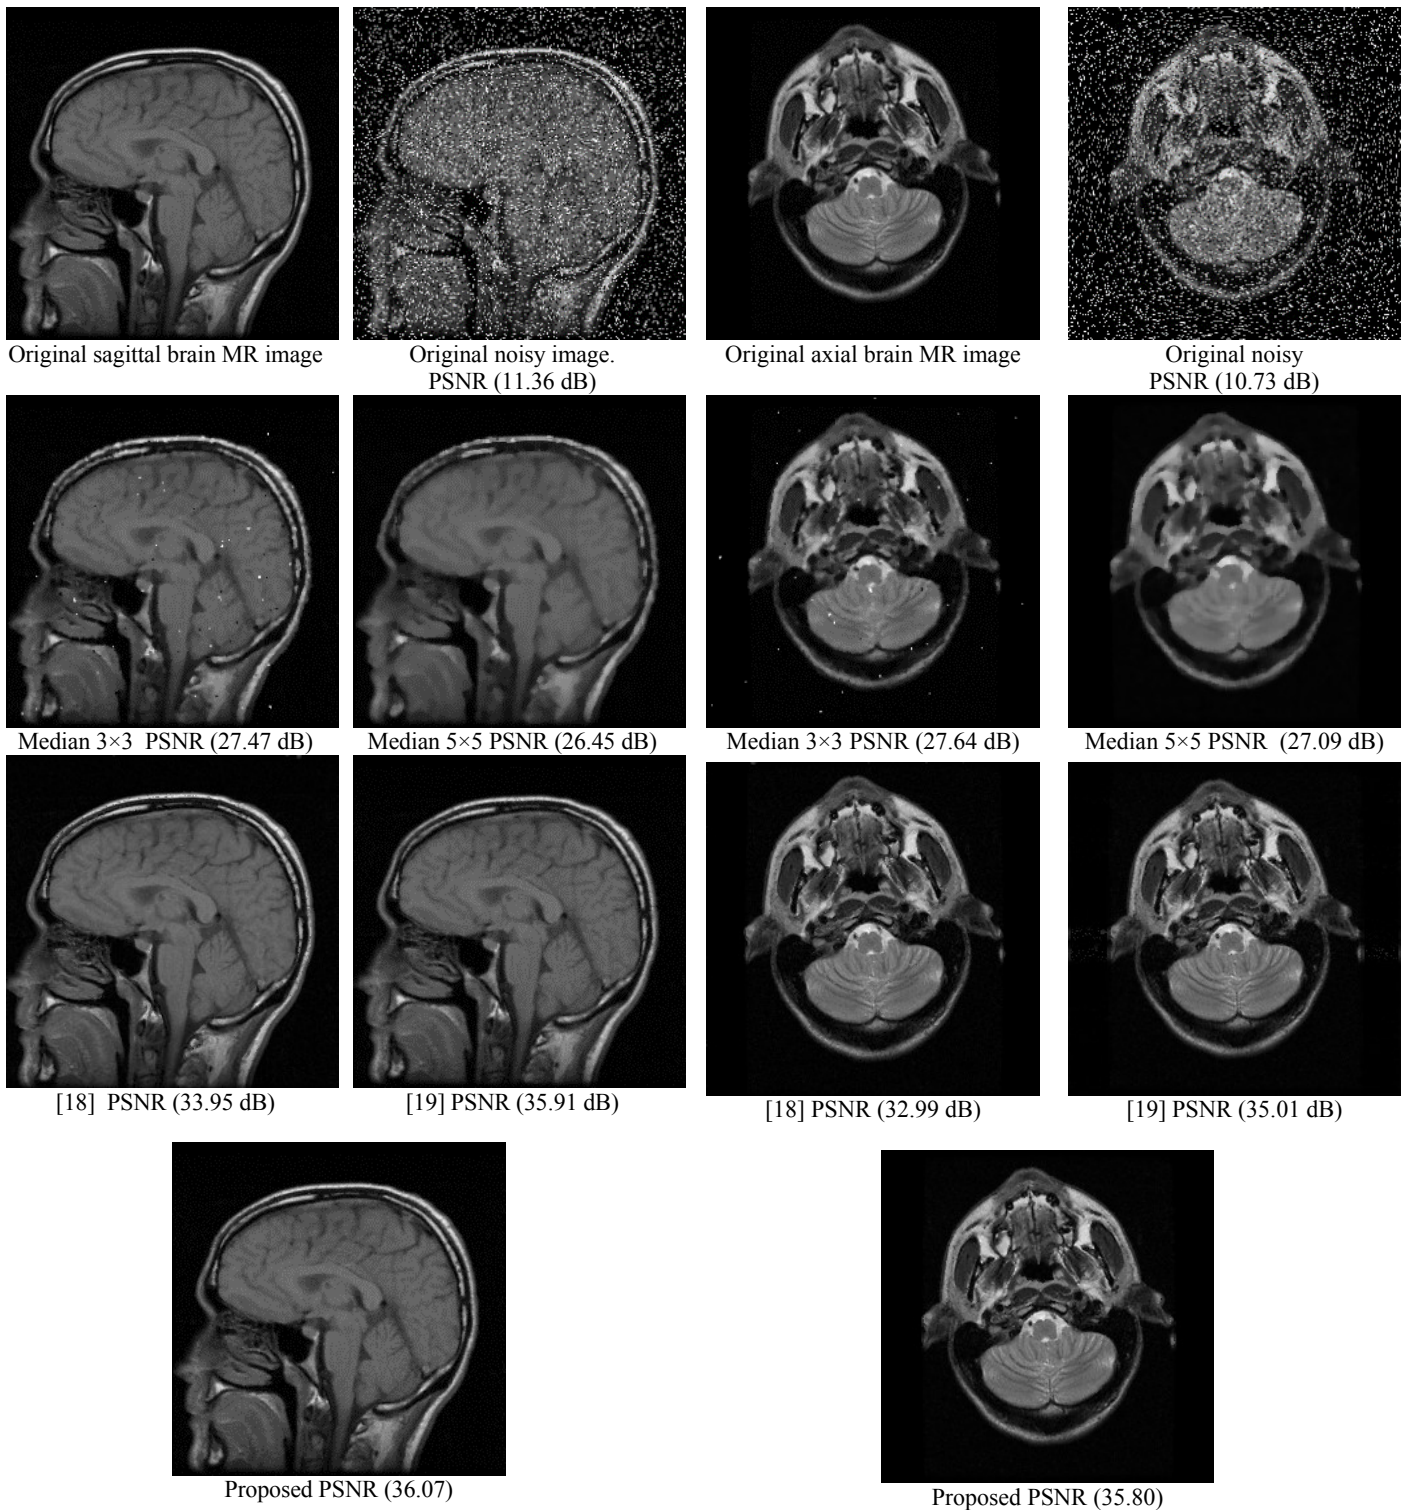 Original sagittal brain MR image
Original noisy image.
PSNR (11.36 dB)
Original axial brain MR image
Original noisy
PSNR (10.73 dB)
Median 3×3 PSNR (27.47 dB)
Median 5×5 PSNR (26.45 dB)
Median 3×3 PSNR (27.64 dB)
Median 5×5 PSNR (27.09 dB)
[18] PSNR (33.95 dB)
[19] PSNR (35.91 dB)
[18] PSNR (32.99 dB)
[19] PSNR (35.01 dB)
Proposed PSNR (36.07)
Proposed PSNR (35.80)